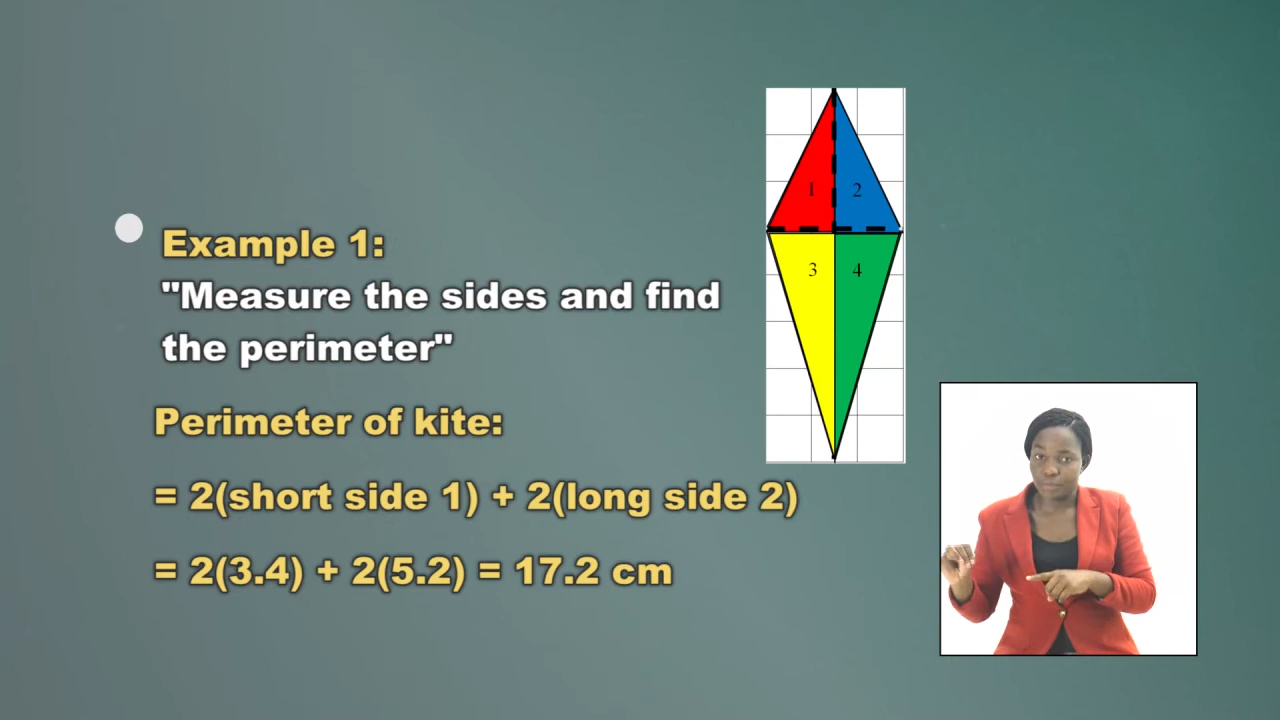 Example 1:
"Measure the sides and find
the perimeter"
Perimeter of kite:
= 2(short side 1) + 2(long side 2)
= 2(3.4) + 2(5.2) = 17.2 cm
1 2
3 4